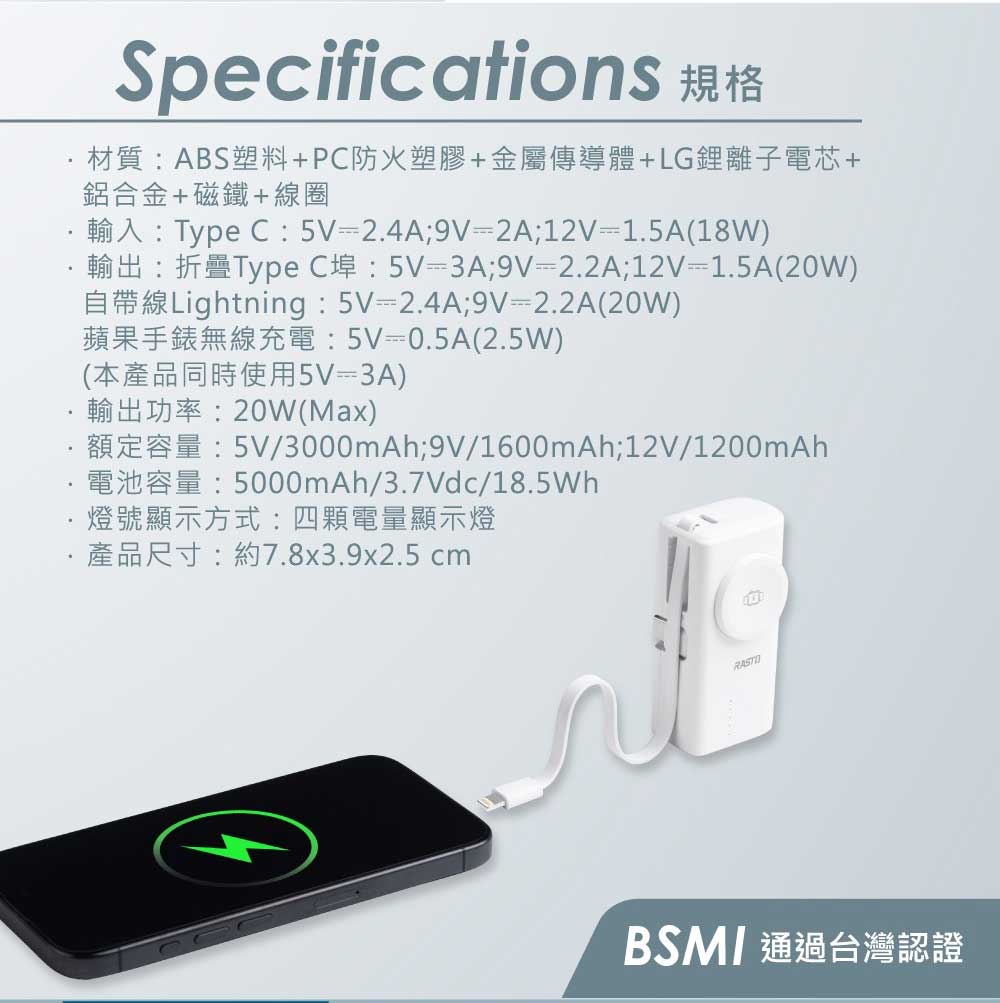 Specifications 規格
· 材質：ABS塑料+PC防火塑膠+金屬傳導體+LG鋰離子電芯+
鋁合金+磁鐵+線圈
· 輸入：Type C：5V⎓2.4A;9V⎓2A;12V⎓1.5A(18W)
· 輸出：折疊Type C埠：5V⎓3A;9V⎓2.2A;12V⎓1.5A(20W)
自帶線Lightning：5V⎓2.4A;9V⎓2.2A(20W)
蘋果手錶無線充電：5V⎓0.5A(2.5W)
(本產品同時使用5V⎓3A)
· 輸出功率：20W(Max)
· 額定容量：5V/3000mAh;9V/1600mAh;12V/1200mAh
· 電池容量：5000mAh/3.7Vdc/18.5Wh
· 燈號顯示方式：四顆電量顯示燈
· 產品尺寸：約7.8x3.9x2.5 cm
RASTO
BSMI 通過台灣認證